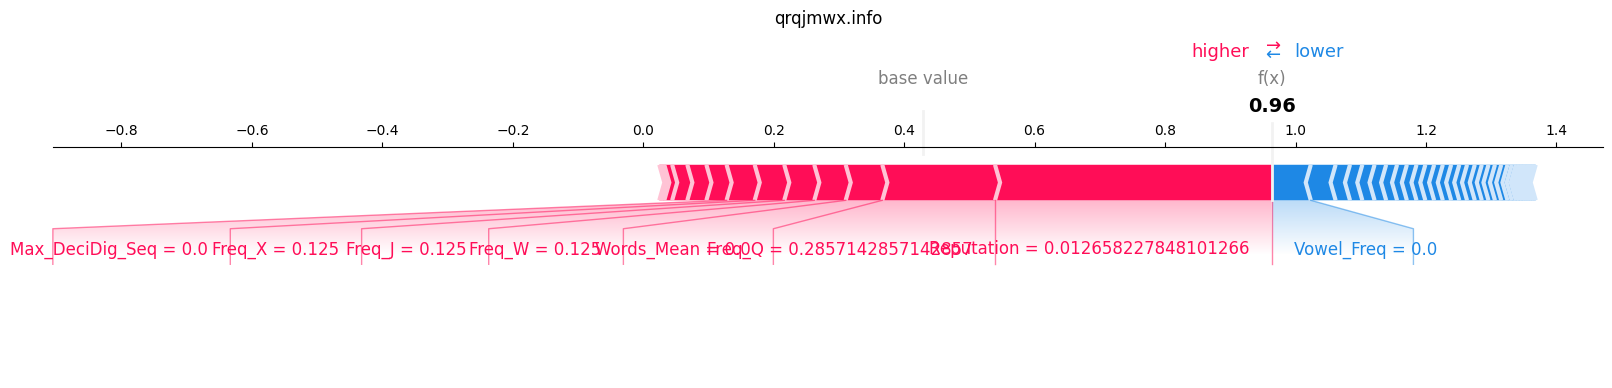 qrqjmwx.info
higher ⇄ lower
base value f(x)
0.96
−0.8 −0.6 −0.4 −0.2 0.0 0.2 0.4 0.6 0.8 1.0 1.2 1.4
Max_DeciDig_Seq = 0.0 Freq_X = 0.125 Freq_J = 0.125 Freq_W = 0.125 Words_Mean = 0.0 Freq_Q = 0.2857142857142857 Reputation = 0.012658227848101266 Vowel_Freq = 0.0